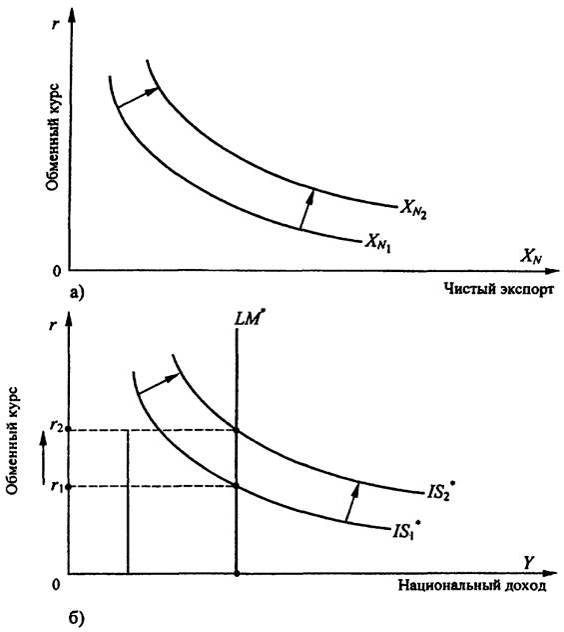 r
Обменный курс
X_{N_2}
X_{N_1}
0
X_N
Чистый экспорт
а)
r
LM*
Обменный курс
r_2
r_1
IS_2*
IS_1*
Y
0
Национальный доход
б)